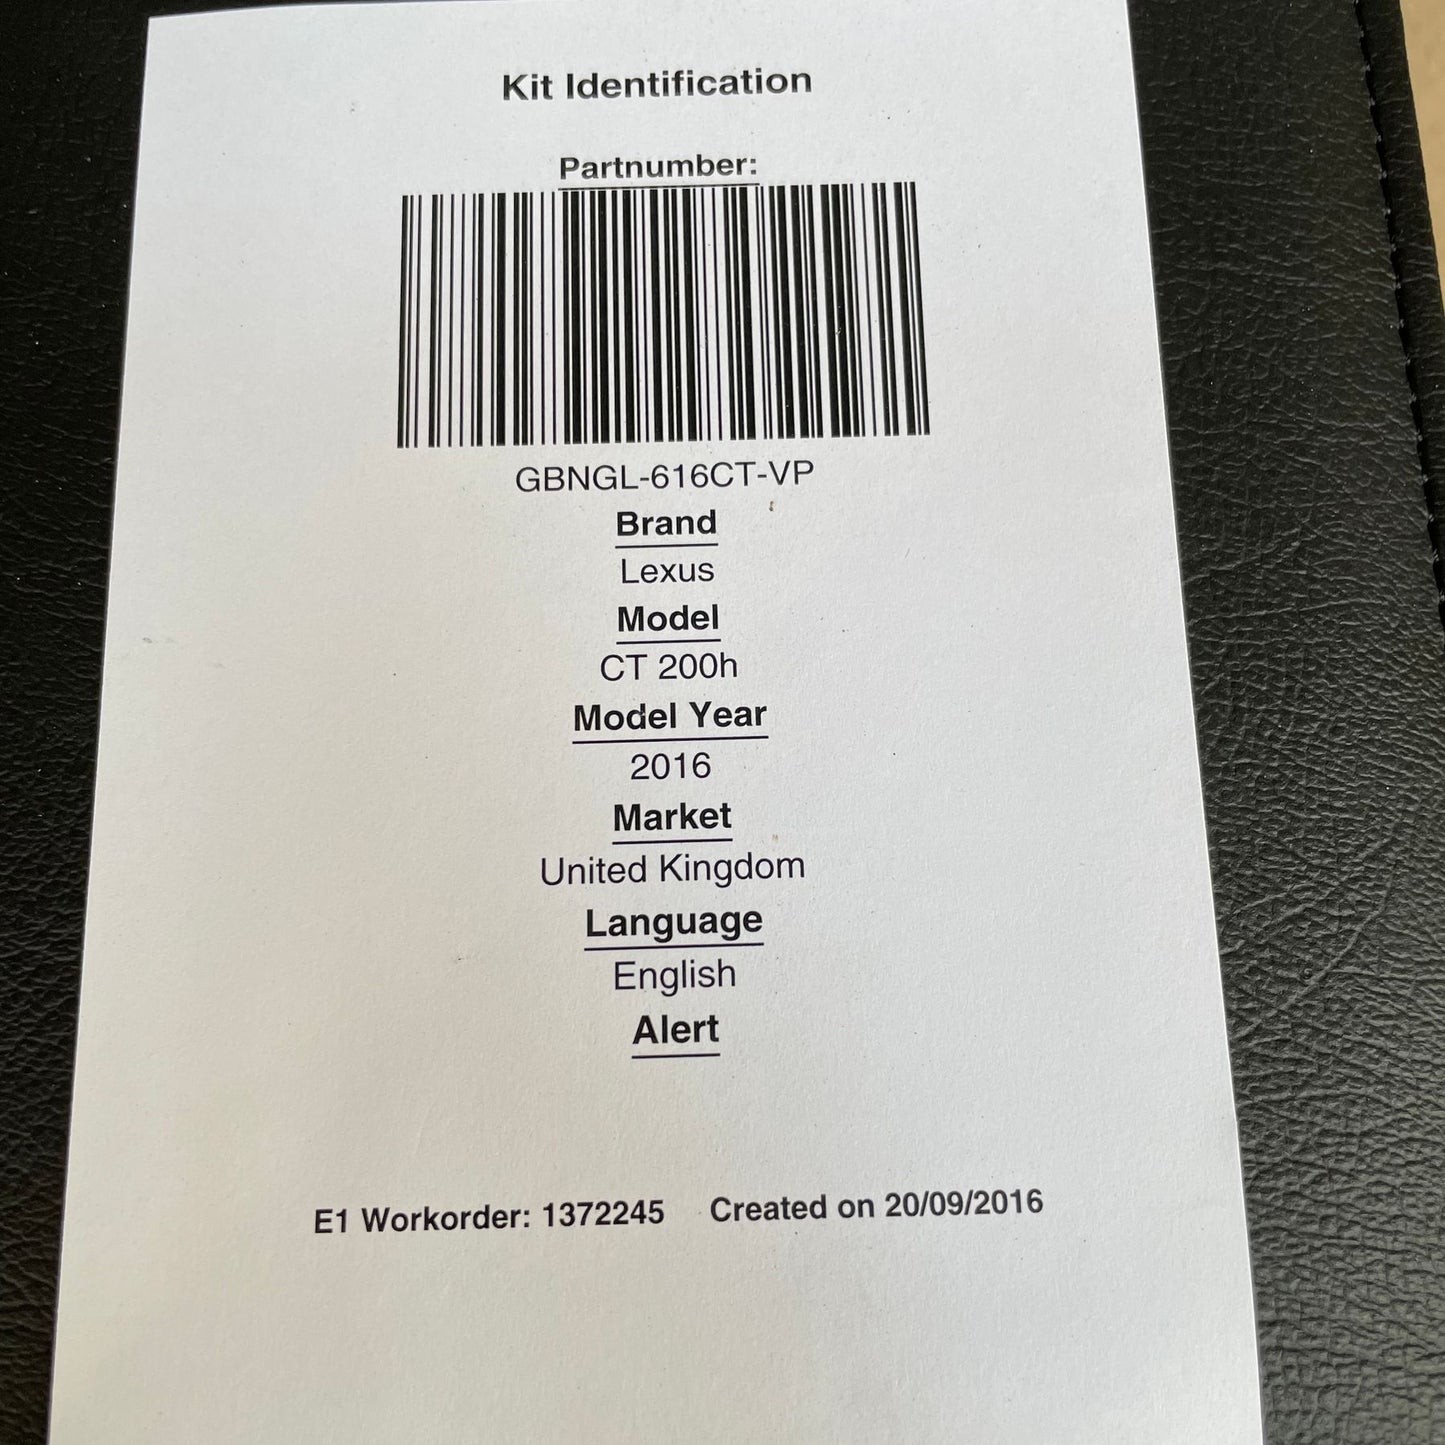 Kit Identification
Partnumber:
GBNGL-616CT-VP
Brand
Lexus
Model
CT 200h
Model Year
2016
Market
United Kingdom
Language
English
Alert
E1 Workorder: 1372245 Created on 20/09/2016